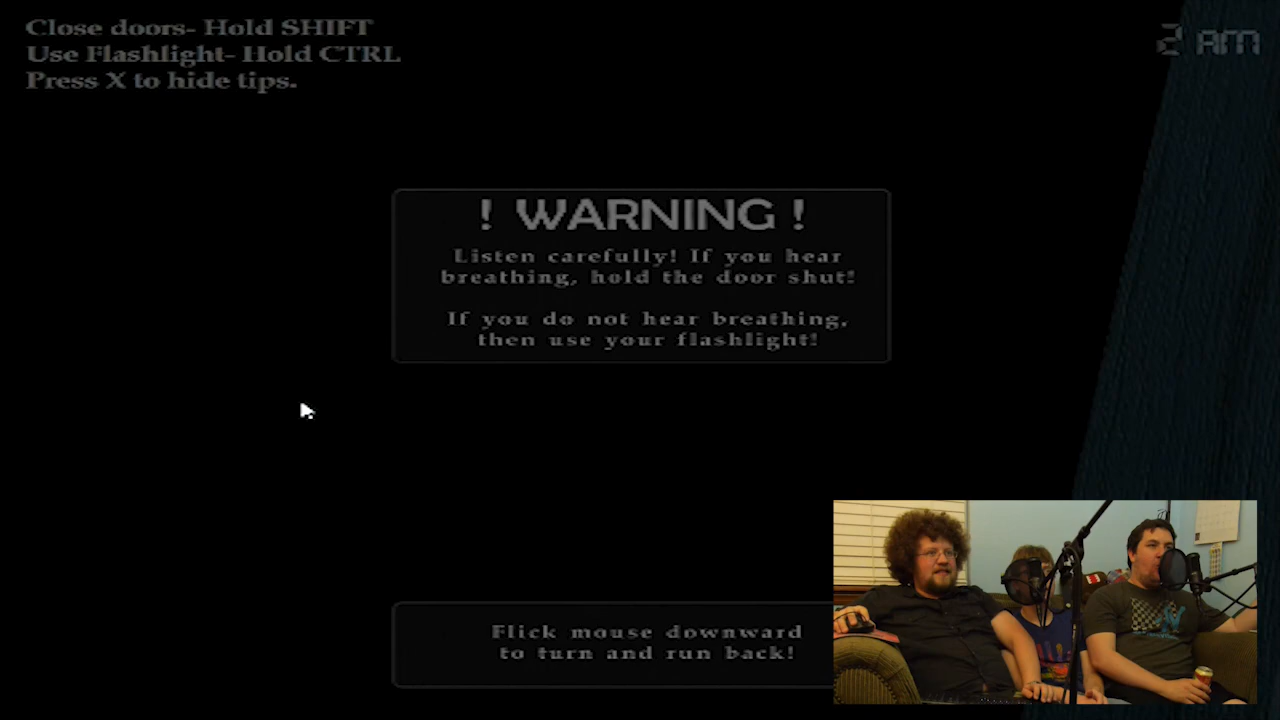 Close doors- Hold SHIFT
Use Flashlight- Hold CTRL
Press X to hide tips.
2 AM
! WARNING !
Listen carefully! If you hear
breathing, hold the door shut!
If you do not hear breathing,
then use your flashlight!
Flick mouse downward
to turn and run back!